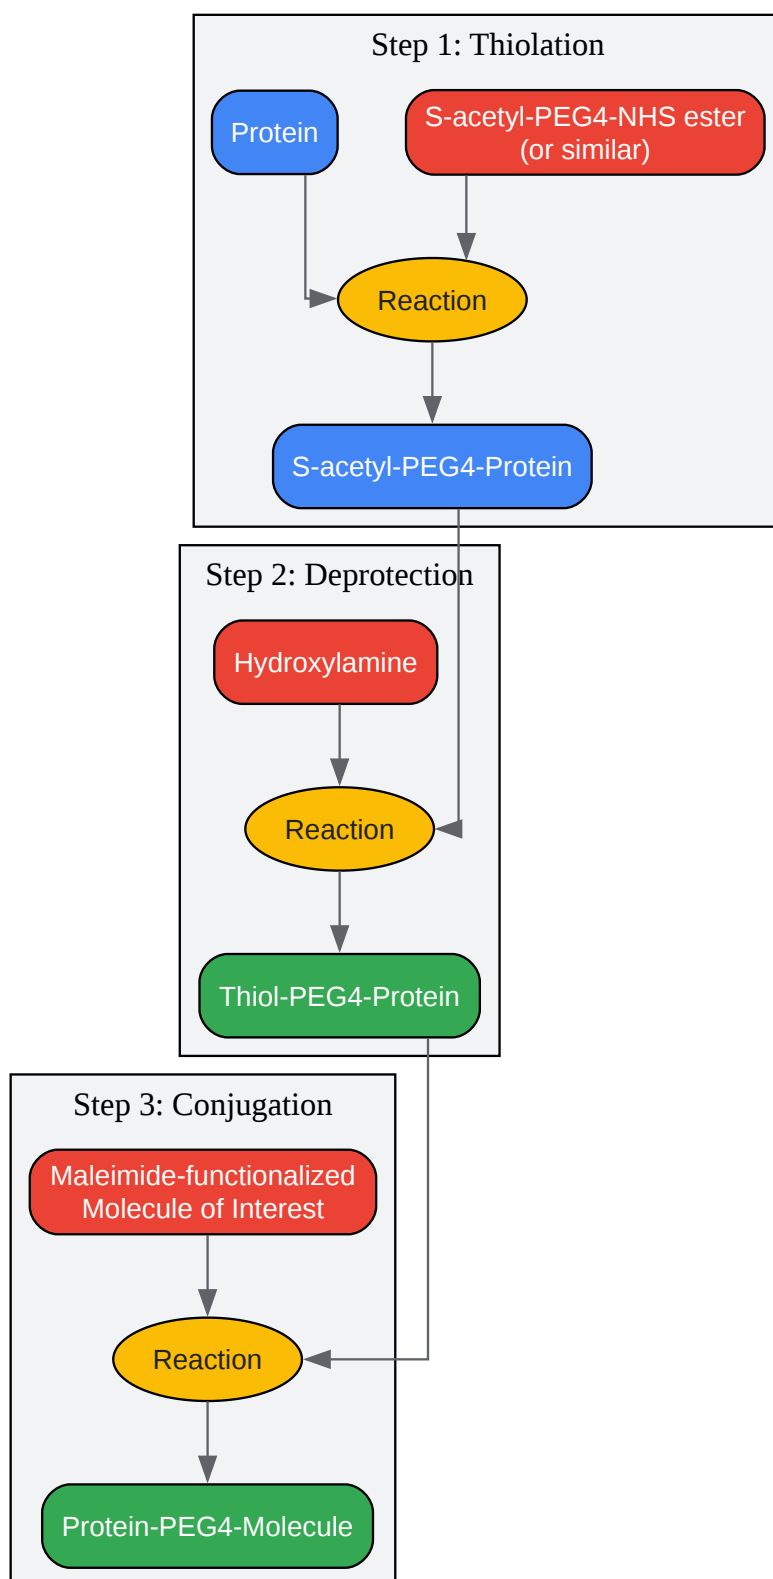 Step 1: Thiolation
Protein
S-acetyl-PEG4-NHS ester
(or similar)
Reaction
S-acetyl-PEG4-Protein
Step 2: Deprotection
Hydroxylamine
Reaction
Thiol-PEG4-Protein
Step 3: Conjugation
Maleimide-functionalized
Molecule of Interest
Reaction
Protein-PEG4-Molecule